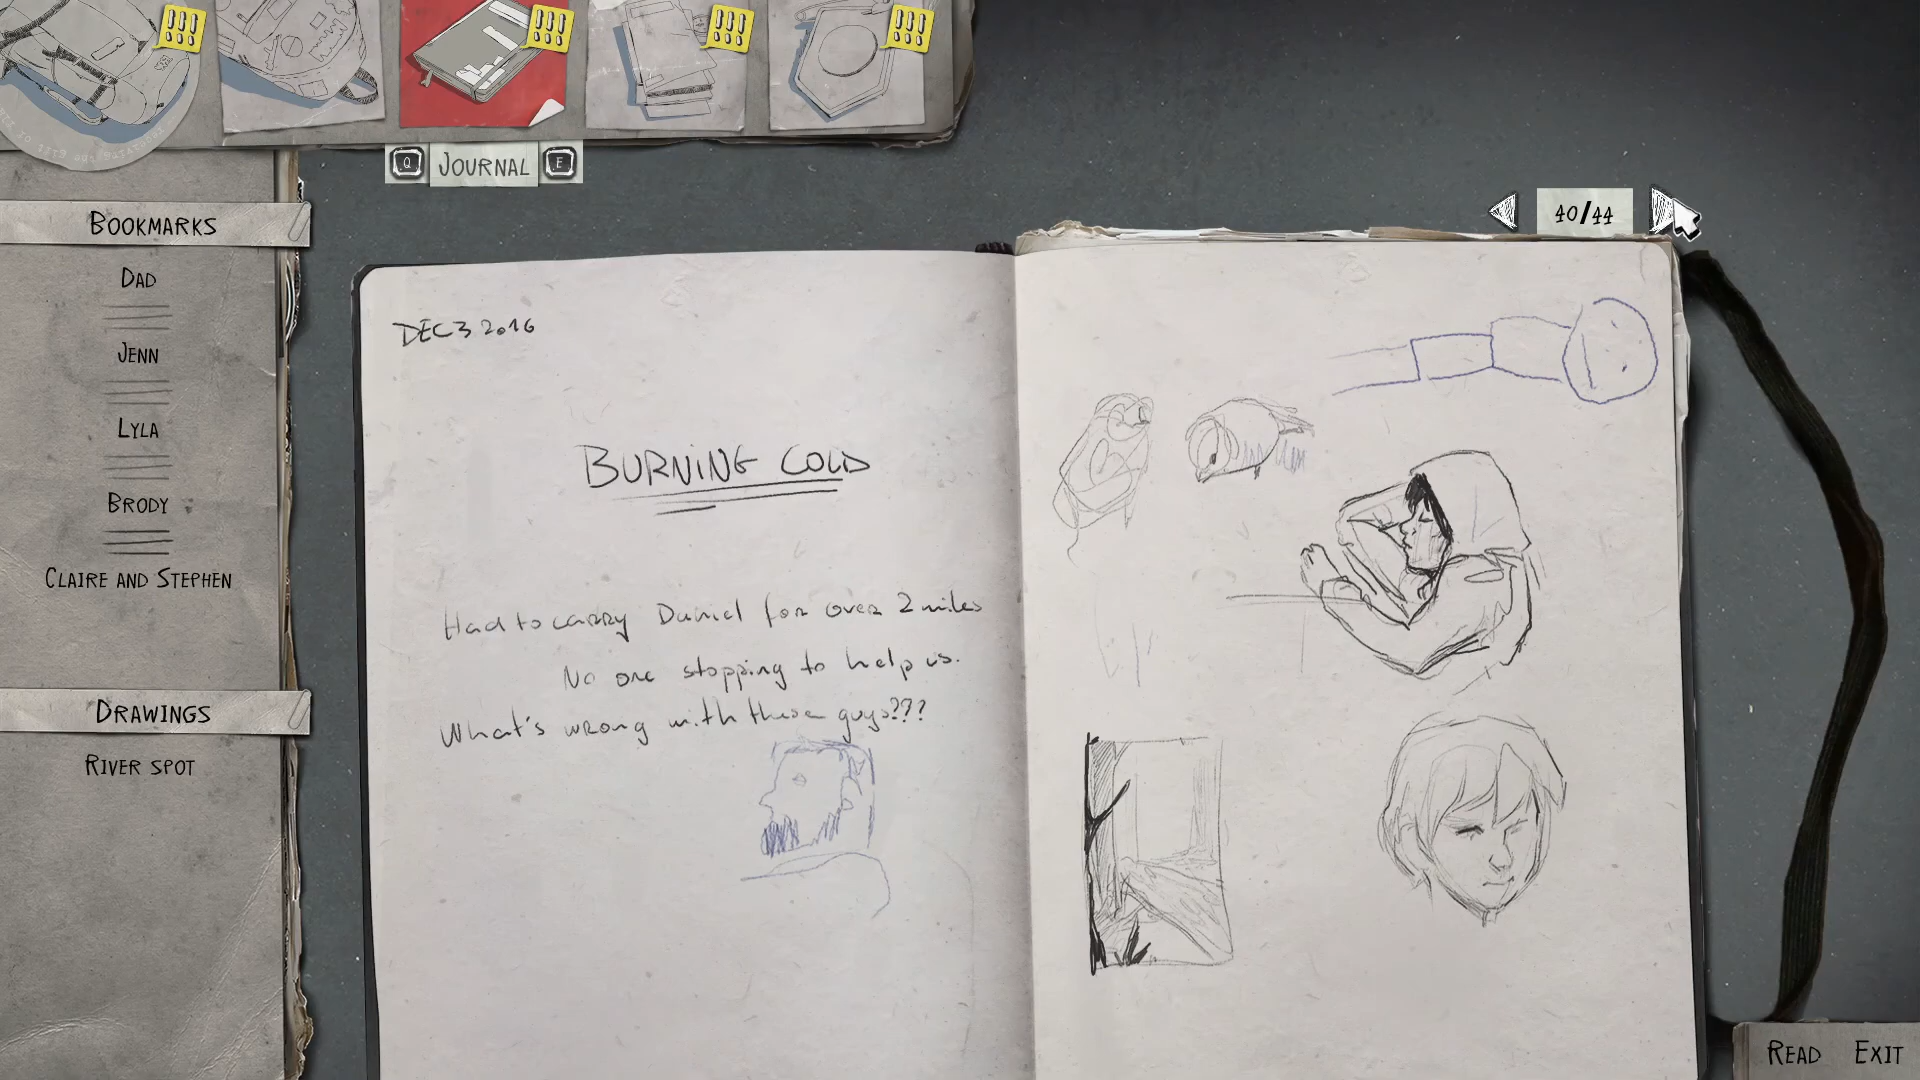 Q JOURNAL E
40/44
BOOKMARKS
DAD
JENN
LYLA
BRODY
CLAIRE AND STEPHEN
DRAWINGS
RIVER SPOT
DEC 3 2016
BURNING COLD
Had to carry Daniel for over 2 miles
No one stopping to help us.
What's wrong with these guys???
READ EXIT